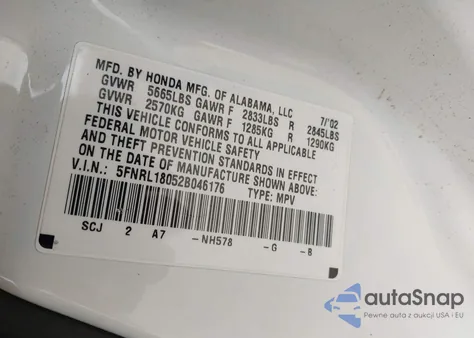 MFD. BY HONDA MFG. OF ALABAMA, LLC 7/'02
GVWR 5665LBS GAWR F 2833LBS R 2845LBS
GVWR 2570KG GAWR F 1285KG R 1290KG
THIS VEHICLE CONFORMS TO ALL APPLICABLE
FEDERAL MOTOR VEHICLE SAFETY
AND THEFT PREVENTION STANDARDS IN EFFECT
ON THE DATE OF MANUFACTURE SHOWN ABOVE:
V.I.N.: 5FNRL18052B046176 TYPE: MPV
SCJ 2 A7 -NH578 -G -B
autoSnap
Pewne auta z aukcji USA i EU